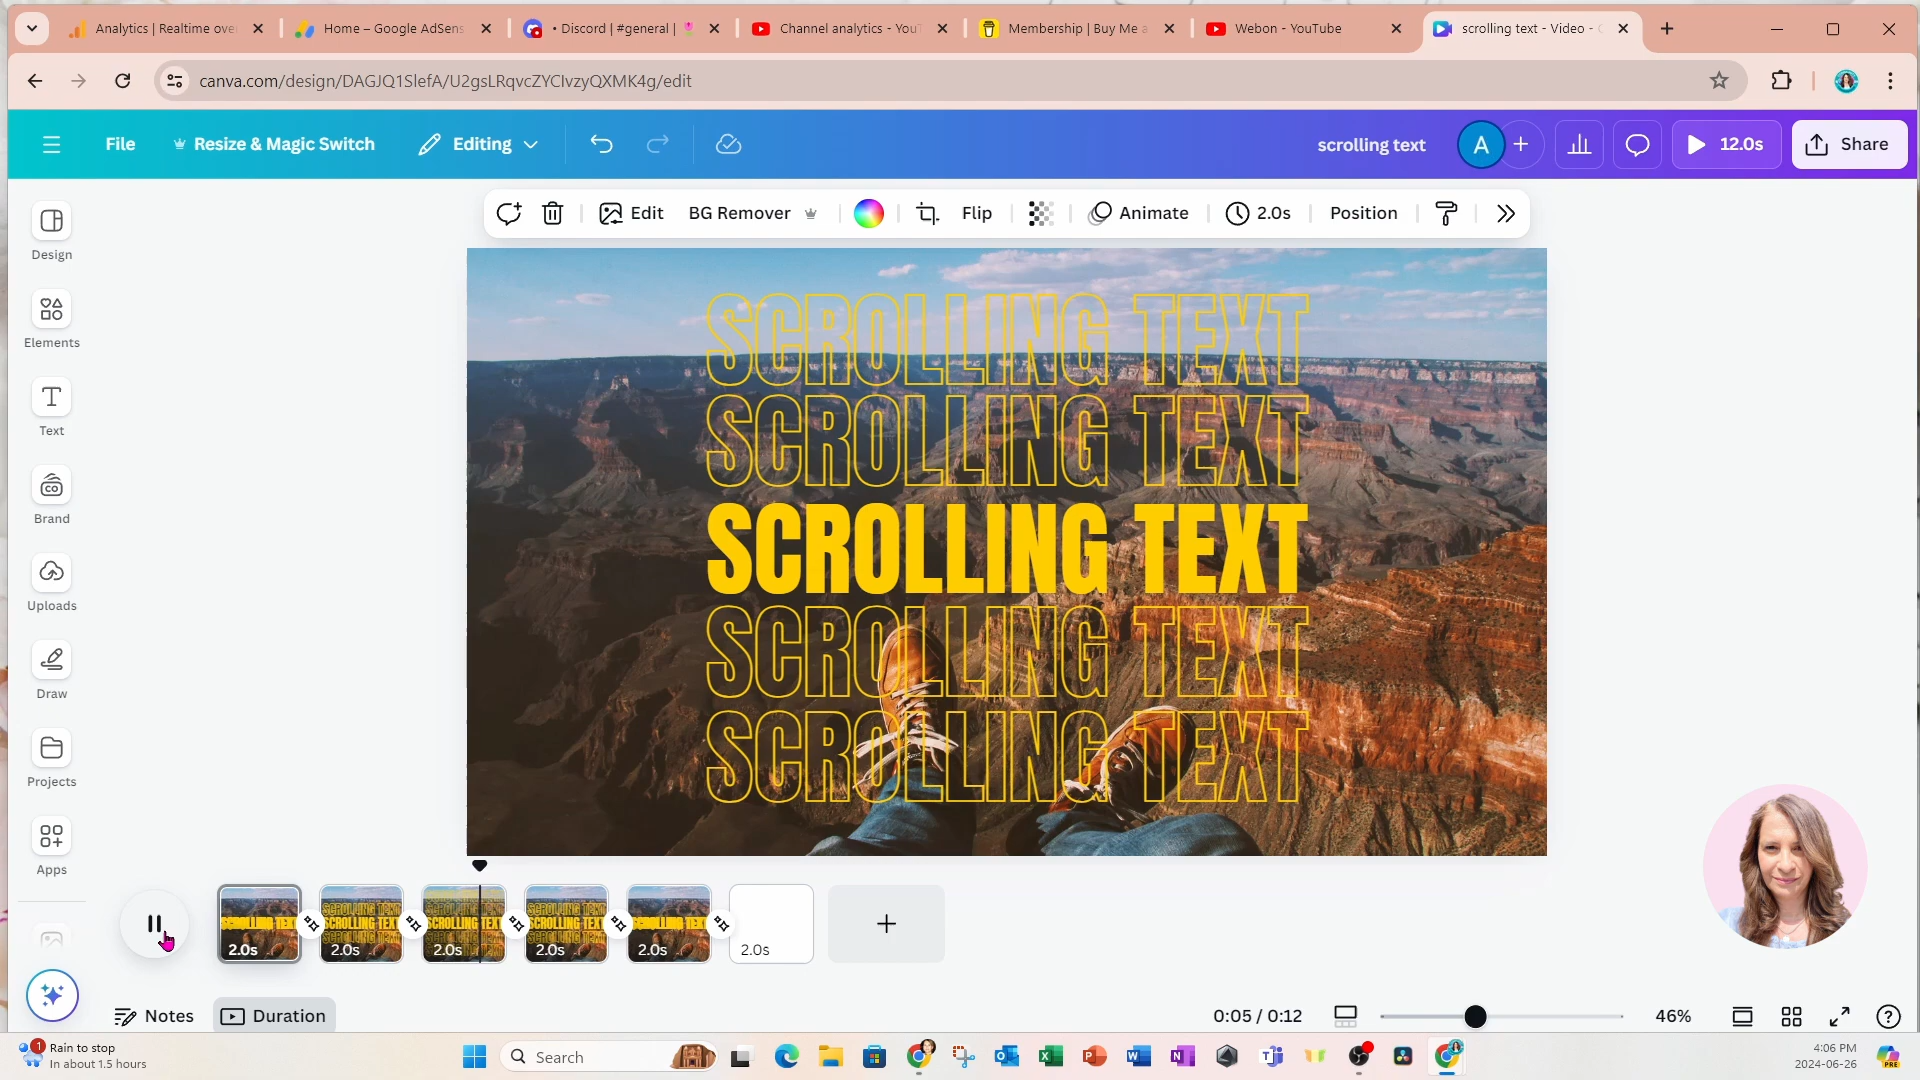 Analytics | Realtime ove
Home – Google AdSens
• Discord | #general |
Channel analytics - YouT
Membership | Buy Me a
Webon - YouTube
scrolling text - Video - C
canva.com/design/DAGJQ1SlefA/U2gsLRqvcZYCIvzyQXMK4g/edit
File
Resize & Magic Switch
Editing
scrolling text
A
12.0s
Share
Edit
BG Remover
Flip
Animate
2.0s
Position
Design
Elements
Text
Brand
Uploads
Draw
Projects
Apps
SCROLLING TEXT
SCROLLING TEXT
SCROLLING TEXT
SCROLLING TEXT
SCROLLING TEXT
2.0s
2.0s
2.0s
2.0s
2.0s
2.0s
Notes
Duration
0:05 / 0:12
46%
1
Rain to stop
In about 1.5 hours
Search
4:06 PM
2024-06-26